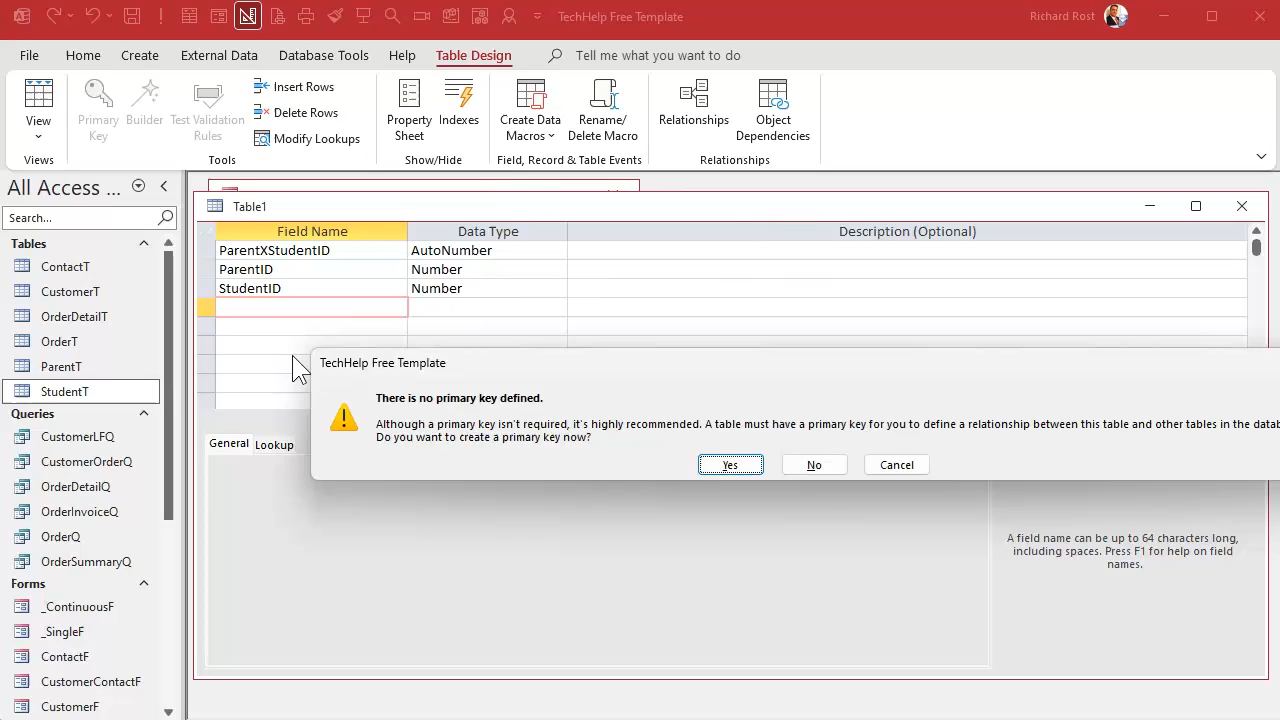 TechHelp Free Template
Richard Rost
File
Home
Create
External Data
Database Tools
Help
Table Design
Tell me what you want to do
View
Primary
Key
Builder
Test Validation
Rules
Insert Rows
Delete Rows
Modify Lookups
Property
Sheet
Indexes
Create Data
Macros
Rename/
Delete Macro
Relationships
Object
Dependencies
Views
Tools
Show/Hide
Field, Record & Table Events
Relationships
All Access ...
Search...
Tables
ContactT
CustomerT
OrderDetailT
OrderT
ParentT
StudentT
Queries
CustomerLFQ
CustomerOrderQ
OrderDetailQ
OrderInvoiceQ
OrderQ
OrderSummaryQ
Forms
_ContinuousF
_SingleF
ContactF
CustomerContactF
CustomerF
Table1
Field Name
Data Type
Description (Optional)
ParentXStudentID
AutoNumber
ParentID
Number
StudentID
Number
TechHelp Free Template
There is no primary key defined.
Although a primary key isn't required, it's highly recommended. A table must have a primary key for you to define a relationship between this table and other tables in the datab
Do you want to create a primary key now?
Yes
No
Cancel
General
Lookup
A field name can be up to 64 characters long,
including spaces. Press F1 for help on field
names.